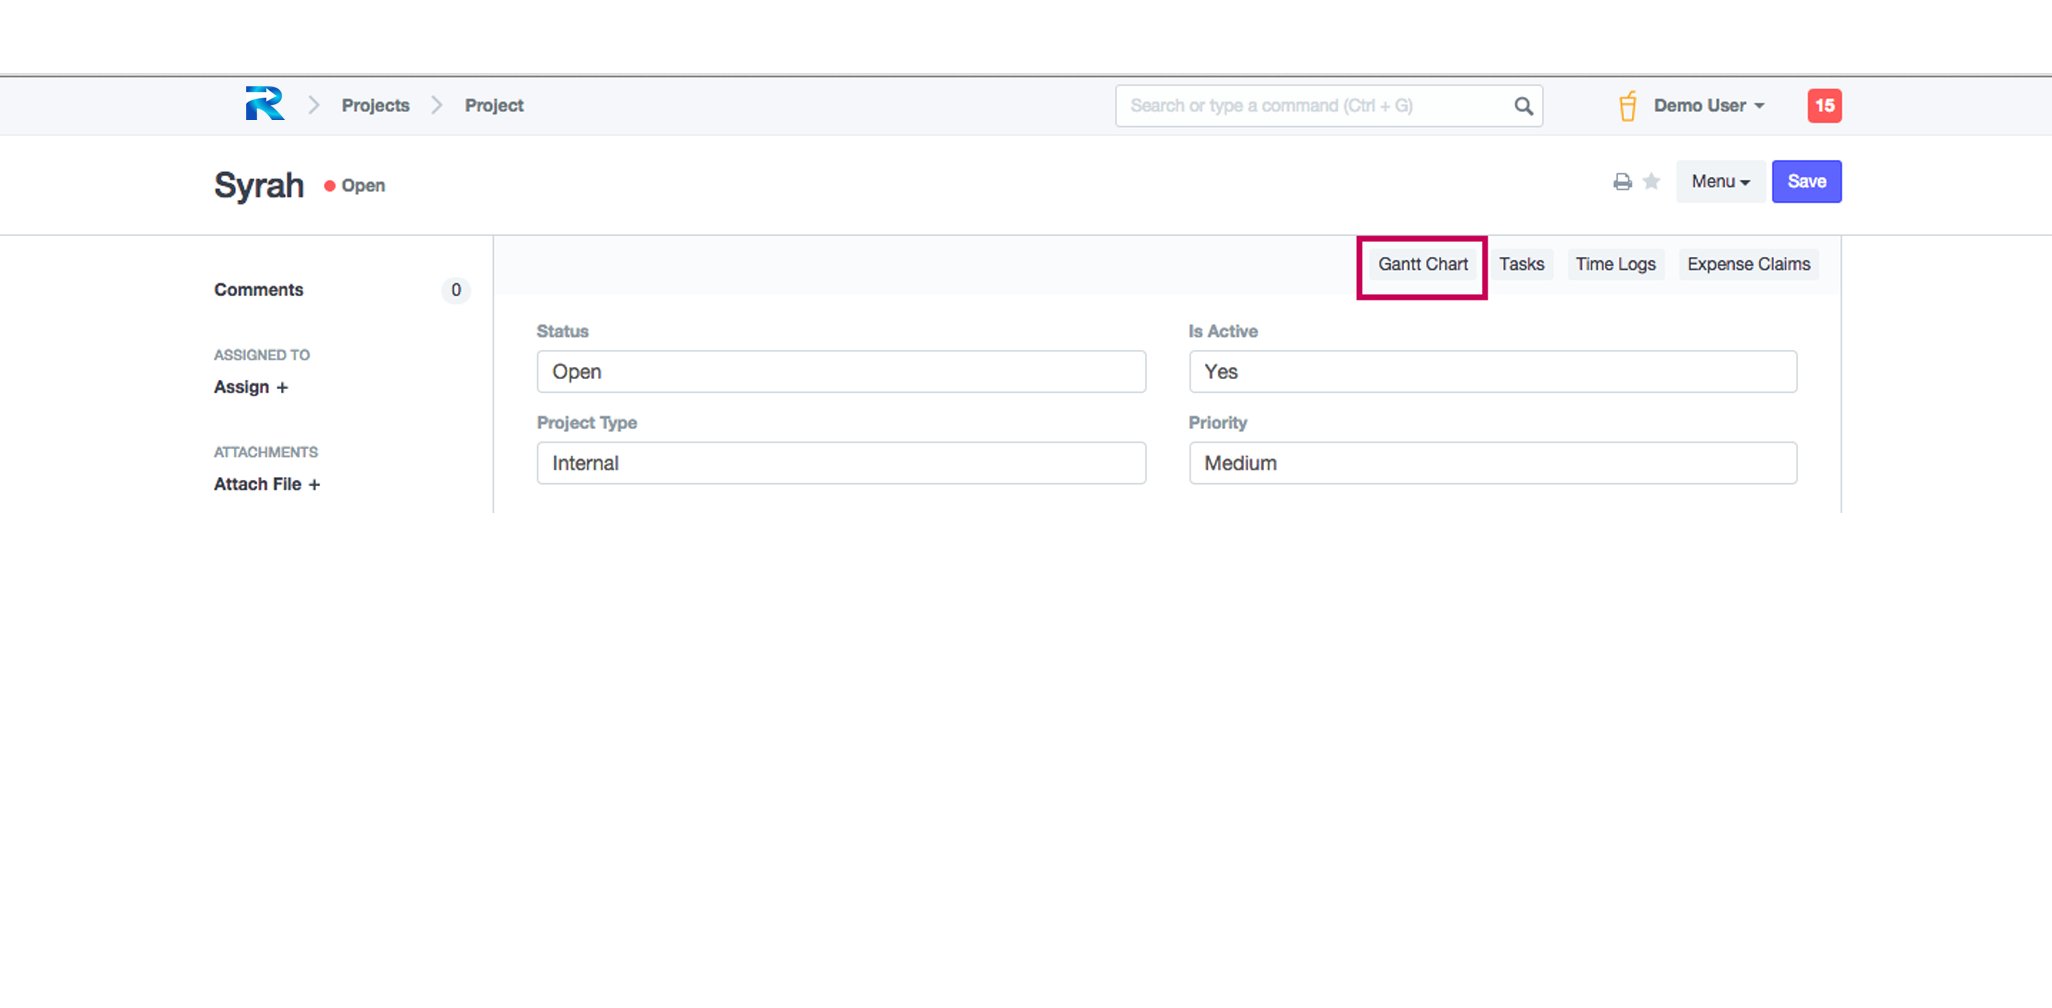 Projects Project Search or type a command (Ctrl + G) Demo User 15
Syrah Open Menu Save
Gantt Chart Tasks Time Logs Expense Claims
Comments 0
ASSIGNED TO
Assign +
ATTACHMENTS
Attach File +
Status Is Active
Open Yes
Project Type Priority
Internal Medium